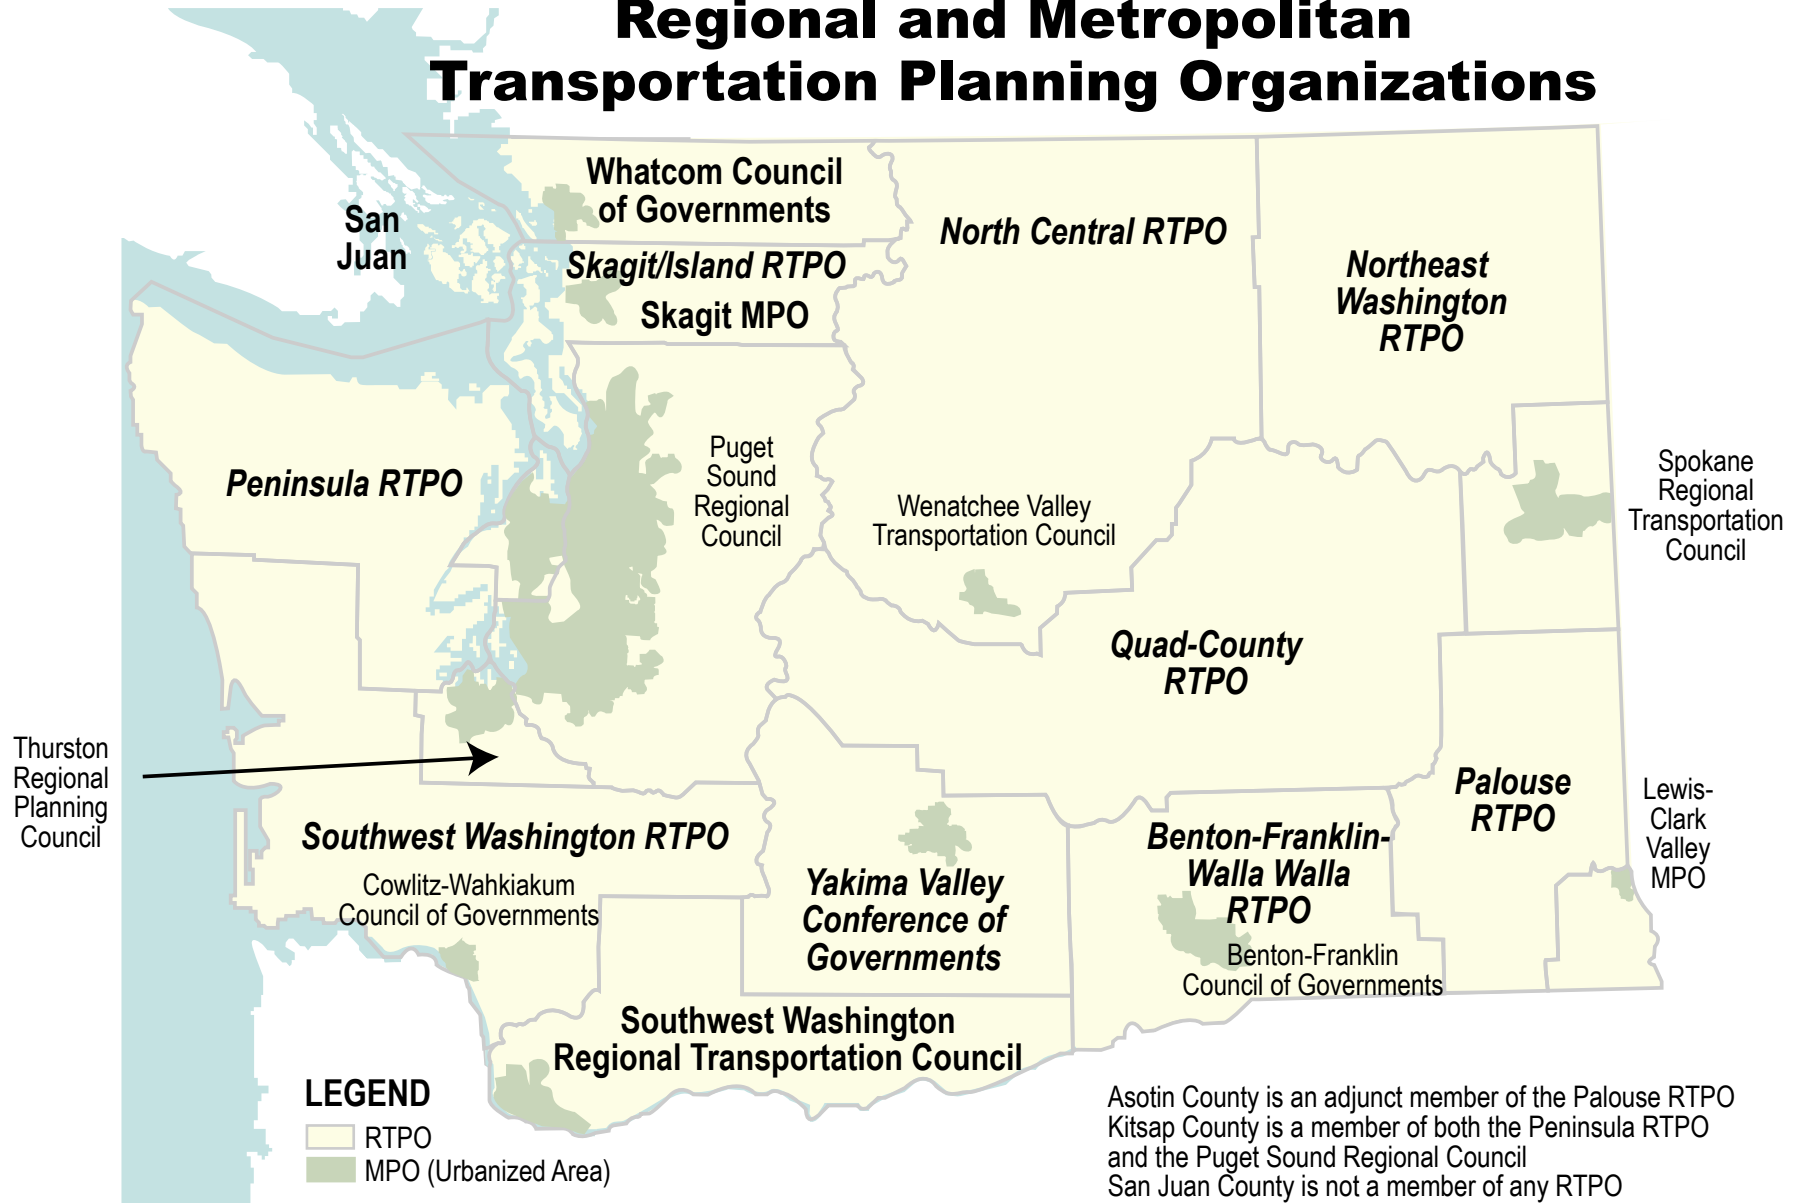 Regional and Metropolitan
Transportation Planning Organizations
Whatcom Council
of Governments
San
Juan
Skagit/Island RTPO
Skagit MPO
North Central RTPO
Northeast
Washington
RTPO
Peninsula RTPO
Puget
Sound
Regional
Council
Wenatchee Valley
Transportation Council
Spokane
Regional
Transportation
Council
Quad-County
RTPO
Thurston
Regional
Planning
Council
Southwest Washington RTPO
Cowlitz-Wahkiakum
Council of Governments
Yakima Valley
Conference of
Governments
Benton-Franklin-
Walla Walla
RTPO
Benton-Franklin
Council of Governments
Palouse
RTPO
Lewis-
Clark
Valley
MPO
Southwest Washington
Regional Transportation Council
LEGEND
RTPO
MPO (Urbanized Area)
Asotin County is an adjunct member of the Palouse RTPO
Kitsap County is a member of both the Peninsula RTPO
and the Puget Sound Regional Council
San Juan County is not a member of any RTPO